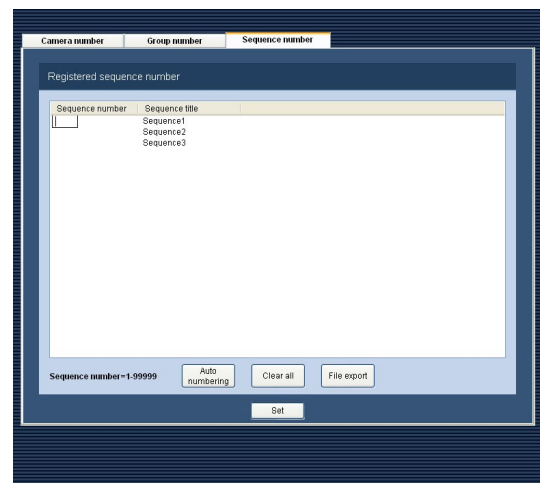 Camera number Group number Sequence number
Registered sequence number
Sequence number Sequence title
Sequence1
Sequence2
Sequence3
Sequence number=1-99999
Auto
numbering
Clear all
File export
Set